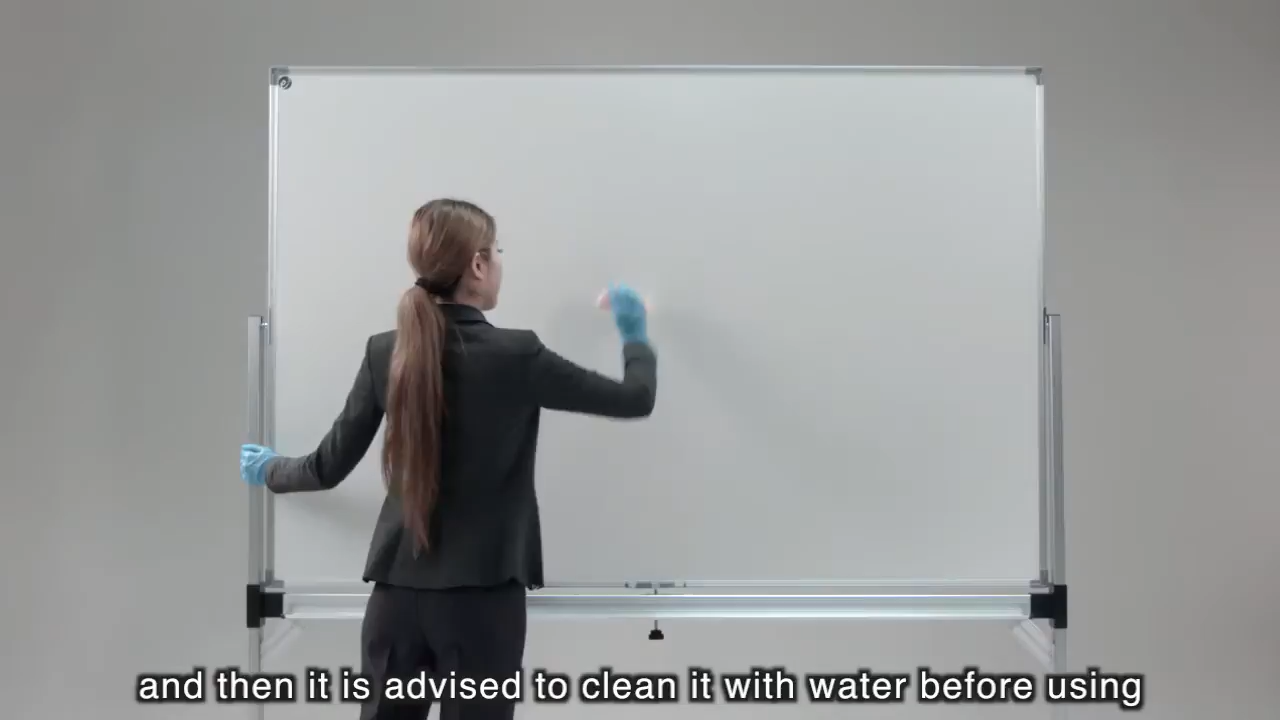 and then it is advised to clean it with water before using